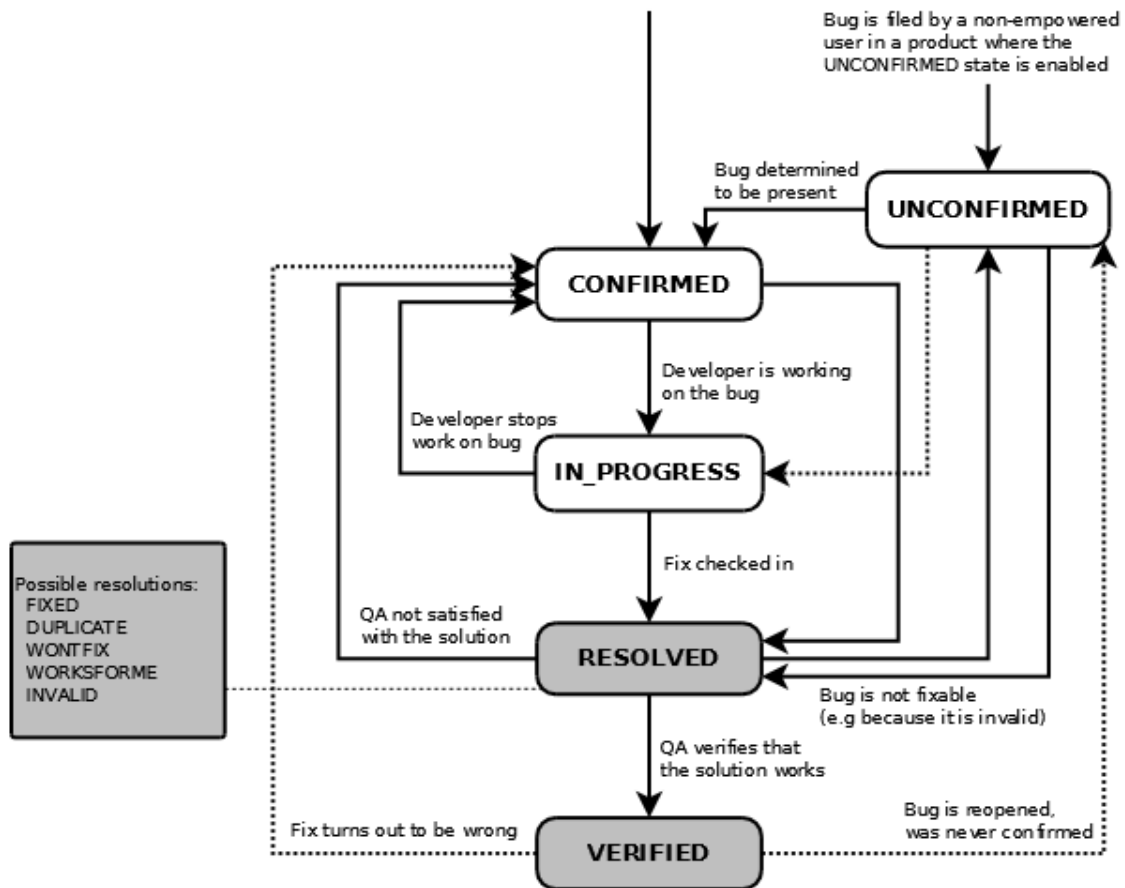 Bug is filed by a non-empowered
user in a product where the
UNCONFIRMED state is enabled
Bug determined
to be present
UNCONFIRMED
CONFIRMED
Developer is working
on the bug
Developer stops
work on bug
IN_PROGRESS
Fix checked in
Possible resolutions:
FIXED
DUPLICATE
WONTFIX
WORKSFORME
INVALID
QA not satisfied
with the solution
RESOLVED
Bug is not fixable
(e.g because it is invalid)
QA verifies that
the solution works
Fix turns out to be wrong
VERIFIED
Bug is reopened,
was never confirmed